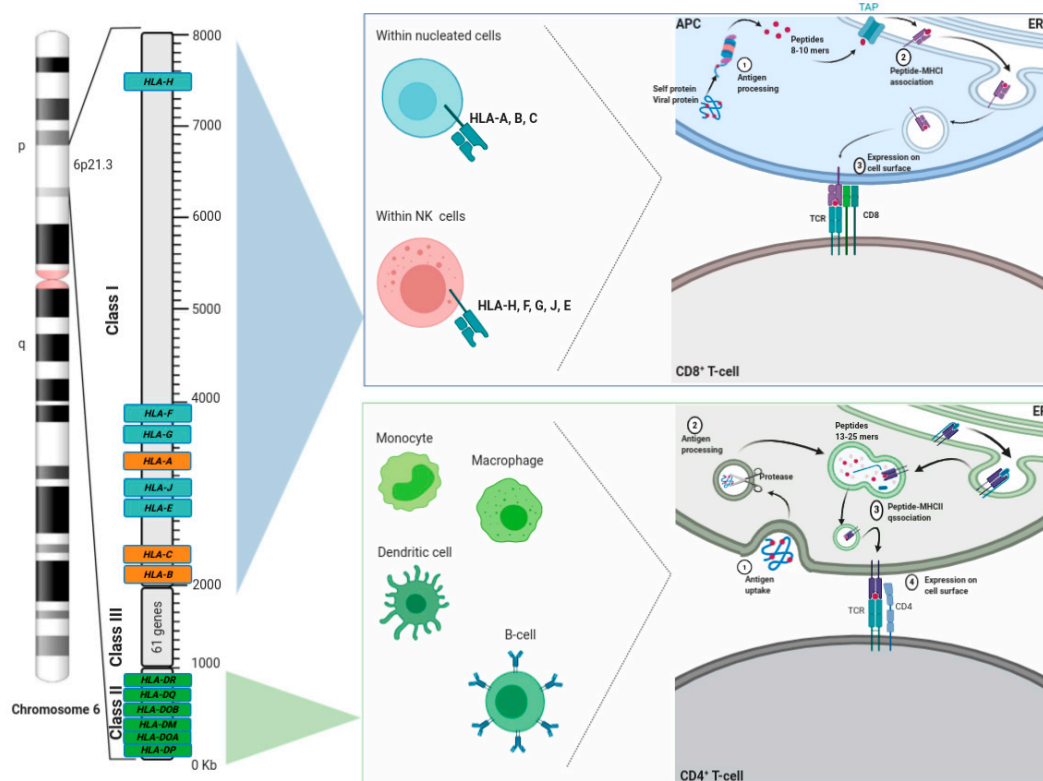 p
6p21.3
q
Chromosome 6
Class I
Class III
Class II
8000
HLA-H
7000
6000
5000
4000
HLA-F
HLA-G
HLA-A
HLA-J
HLA-E
HLA-C
HLA-B
2000
61 genes
1000
HLA-DR
HLA-DQ
HLA-DOB
HLA-DM
HLA-DOA
HLA-DP
0 Kb
Within nucleated cells
HLA-A, B, C
Within NK cells
HLA-H, F, G, J, E
APC
TAP
ER
Peptides
8-10 mers
1
Antigen
processing
2
Peptide-MHCI
association
Self protein
Viral protein
3
Expression on
cell surface
TCR
CD8
CD8⁺ T-cell
Monocyte
Macrophage
Dendritic cell
B-cell
ER
2
Antigen
processing
Peptides
13-25 mers
Protease
3
Peptide-MHCII
qssociation
1
Antigen
uptake
4
Expression on
cell surface
TCR
CD4
CD4⁺ T-cell